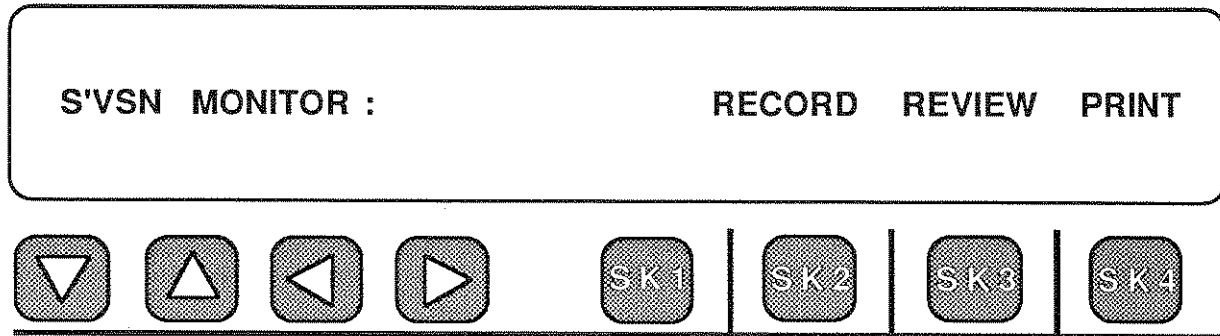 S'VSN MONITOR : RECORD REVIEW PRINT
SK1 SK2 SK3 SK4